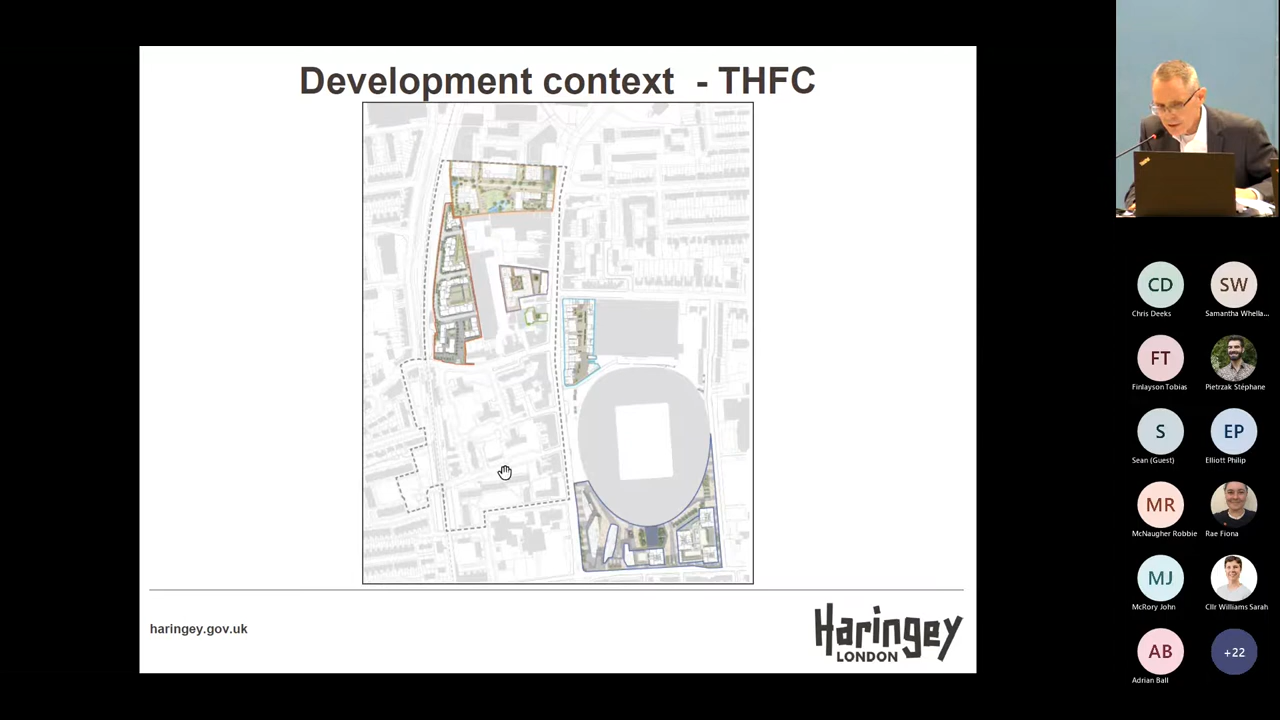 Development context - THFC
haringey.gov.uk
Haringey
LONDON
CD
Chris Deeks
SW
Samantha Whella...
FT
Finlayson Tobias
Pietrzak Stéphane
S
Sean (Guest)
EP
Elliott Philip
MR
McNaugher Robbie
Rae Fiona
MJ
McRory John
Cllr Williams Sarah
AB
Adrian Ball
+22